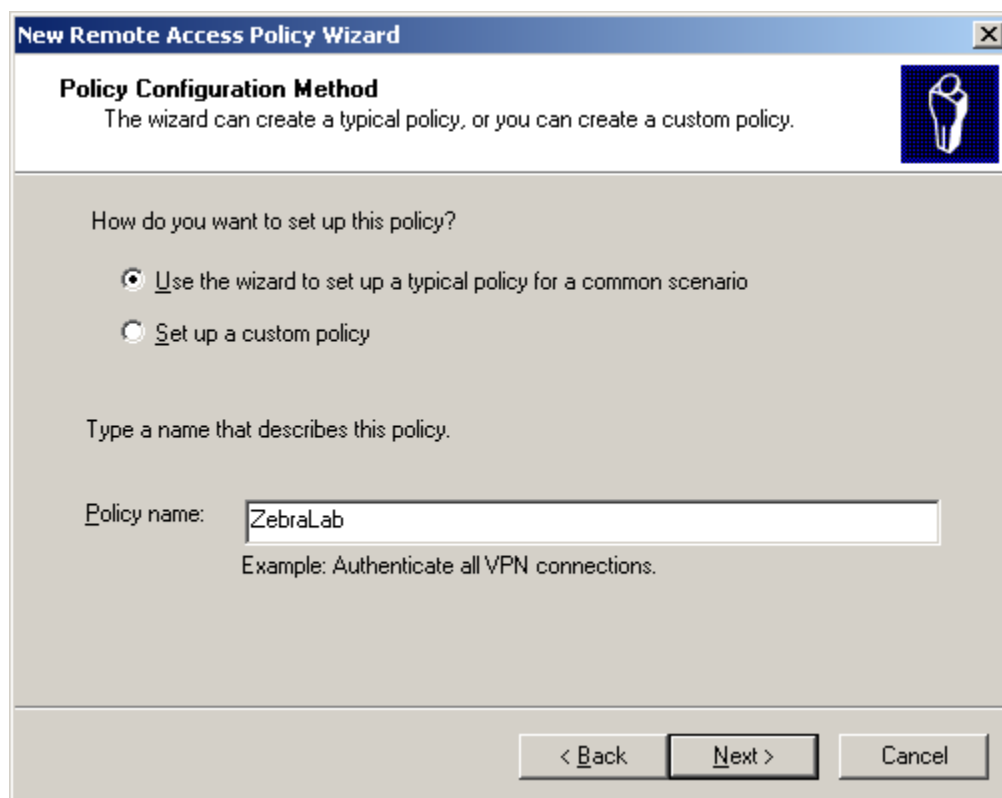 New Remote Access Policy Wizard
Policy Configuration Method
The wizard can create a typical policy, or you can create a custom policy.
How do you want to set up this policy?
Use the wizard to set up a typical policy for a common scenario
Set up a custom policy
Type a name that describes this policy.
Policy name: ZebraLab
Example: Authenticate all VPN connections.
< Back Next > Cancel